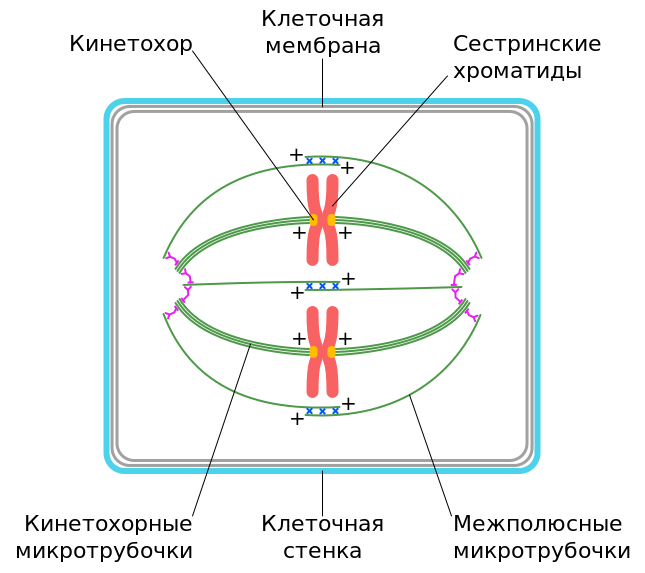 Клеточная
мембрана
Кинетохор
Сестринские
хроматиды
+
+
+ +
+
+
+ +
+
+
Кинетохорные
микротрубочки
Клеточная
стенка
Межполюсные
микротрубочки